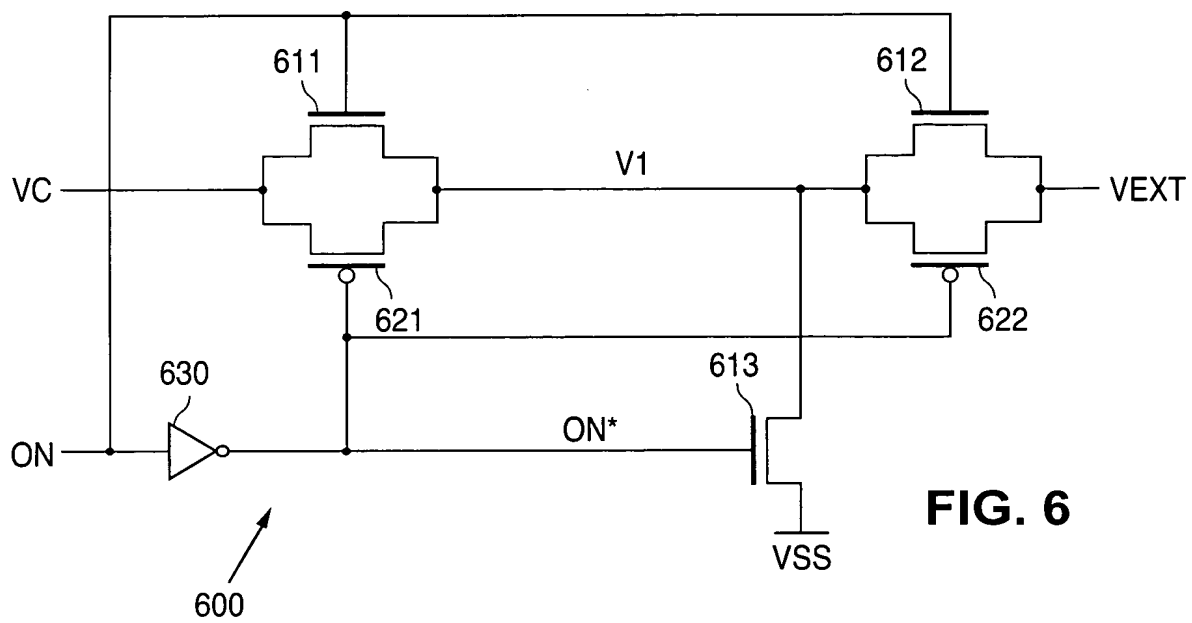 611
612
VC
V1
VEXT
621
622
630
613
ON
ON*
FIG. 6
VSS
600